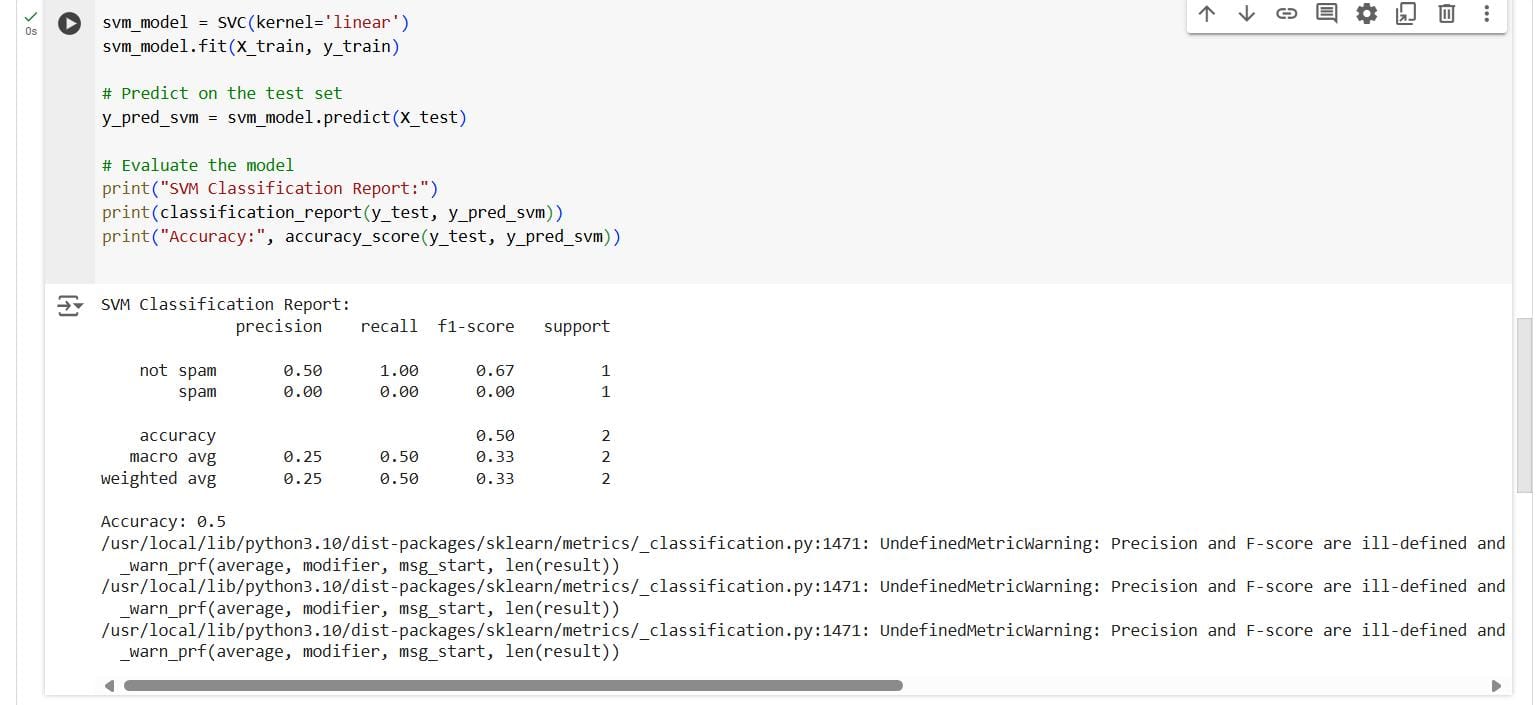 svm_model = SVC(kernel='linear')
0s
svm_model.fit(X_train, y_train)
# Predict on the test set
y_pred_svm = svm_model.predict(X_test)
# Evaluate the model
print("SVM Classification Report:")
print(classification_report(y_test, y_pred_svm))
print("Accuracy:", accuracy_score(y_test, y_pred_svm))
SVM Classification Report:
precision recall f1-score support
not spam 0.50 1.00 0.67 1
spam 0.00 0.00 0.00 1
accuracy 0.50 2
macro avg 0.25 0.50 0.33 2
weighted avg 0.25 0.50 0.33 2
Accuracy: 0.5
/usr/local/lib/python3.10/dist-packages/sklearn/metrics/_classification.py:1471: UndefinedMetricWarning: Precision and F-score are ill-defined and
_warn_prf(average, modifier, msg_start, len(result))
/usr/local/lib/python3.10/dist-packages/sklearn/metrics/_classification.py:1471: UndefinedMetricWarning: Precision and F-score are ill-defined and
_warn_prf(average, modifier, msg_start, len(result))
/usr/local/lib/python3.10/dist-packages/sklearn/metrics/_classification.py:1471: UndefinedMetricWarning: Precision and F-score are ill-defined and
_warn_prf(average, modifier, msg_start, len(result))